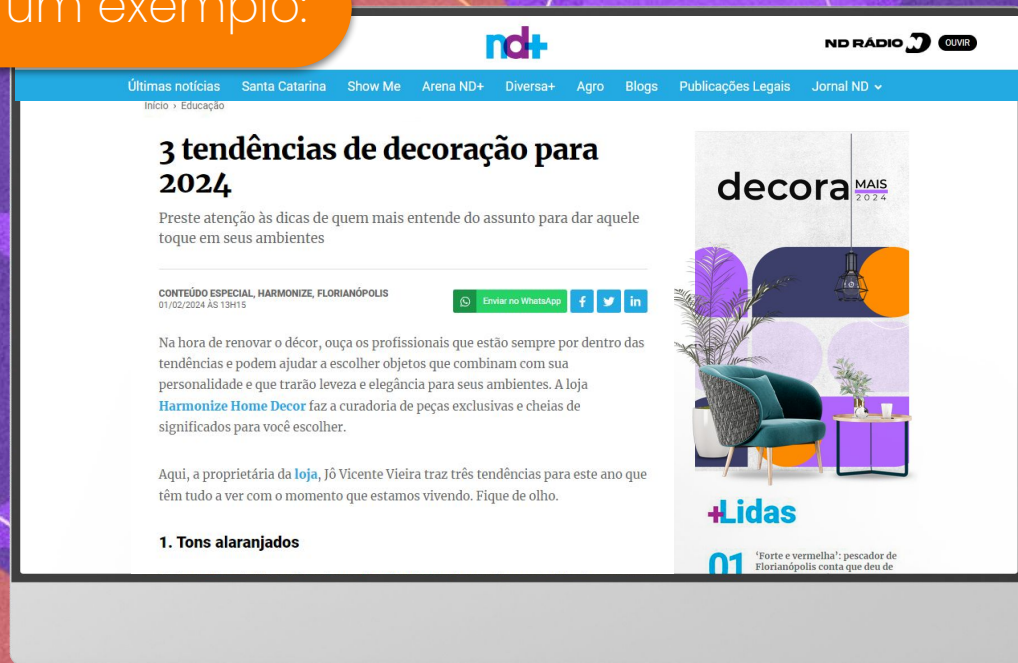 um exemplo:
nd+
ND RÁDIO
OUVIR
Últimas notícias Santa Catarina Show Me Arena ND+ Diversa+ Agro Blogs Publicações Legais Jornal ND
Início › Educação
3 tendências de decoração para
2024
Preste atenção às dicas de quem mais entende do assunto para dar aquele
toque em seus ambientes
CONTEÚDO ESPECIAL, HARMONIZE, FLORIANÓPOLIS
01/02/2024 ÀS 13H15
Enviar no WhatsApp
Na hora de renovar o décor, ouça os profissionais que estão sempre por dentro das
tendências e podem ajudar a escolher objetos que combinam com sua
personalidade e que trarão leveza e elegância para seus ambientes. A loja
Harmonize Home Decor faz a curadoria de peças exclusivas e cheias de
significados para você escolher.
Aqui, a proprietária da loja, Jô Vicente Vieira traz três tendências para este ano que
têm tudo a ver com o momento que estamos vivendo. Fique de olho.
1. Tons alaranjados
decora MAIS
2024
+Lidas
01
'Forte e vermelha': pescador de
Florianópolis conta que deu de